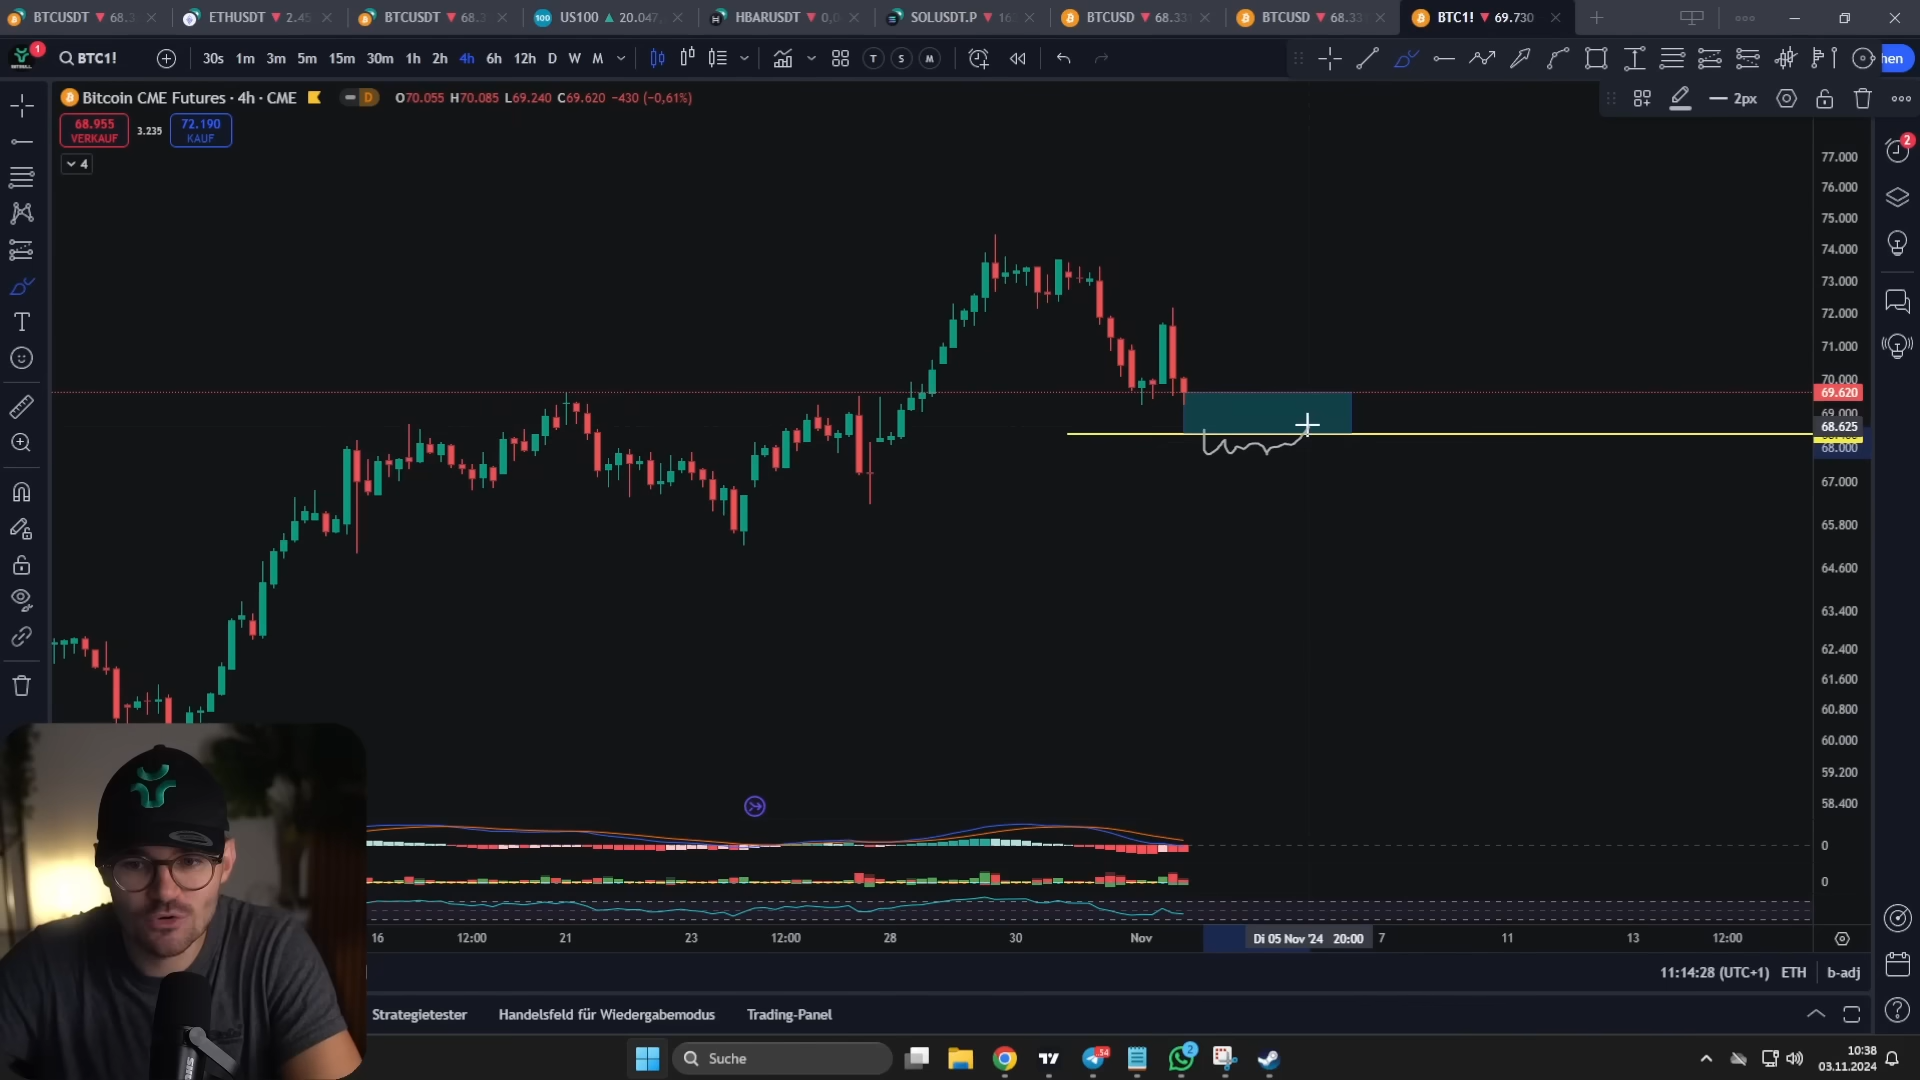 BTCUSDT ▼ 68.3
ETHUSDT ▼ 2.45
BTCUSDT ▼ 68.3
100 US100 ▲ 20.047,
HBARUSDT ▼ 0,0
SOLUSDT.P ▼ 16
BTCUSD ▼ 68.33
BTCUSD ▼ 68.33
BTC1! ▼ 69.730
1
BTC1!
30s 1m 3m 5m 15m 30m 1h 2h 4h 6h 12h D W M
T S M
hen
Bitcoin CME Futures · 4h · CME
D
O70.055 H70.085 L69.240 C69.620 −430 (−0,61%)
2px
68.955
VERKAUF
3.235
72.190
KAUF
4
2
77.000
76.000
75.000
74.000
73.000
72.000
71.000
70.000
69.620
69.000
68.625
68.000
67.000
65.800
64.600
63.400
62.400
61.600
60.800
60.000
59.200
58.400
0
0
16 12:00 21 23 12:00 28 30 Nov Di 05 Nov '24 20:00 7 11 13 12:00
11:14:28 (UTC+1) ETH b-adj
Strategietester Handelsfeld für Wiedergabemodus Trading-Panel
Suche
54
2
10:38
03.11.2024